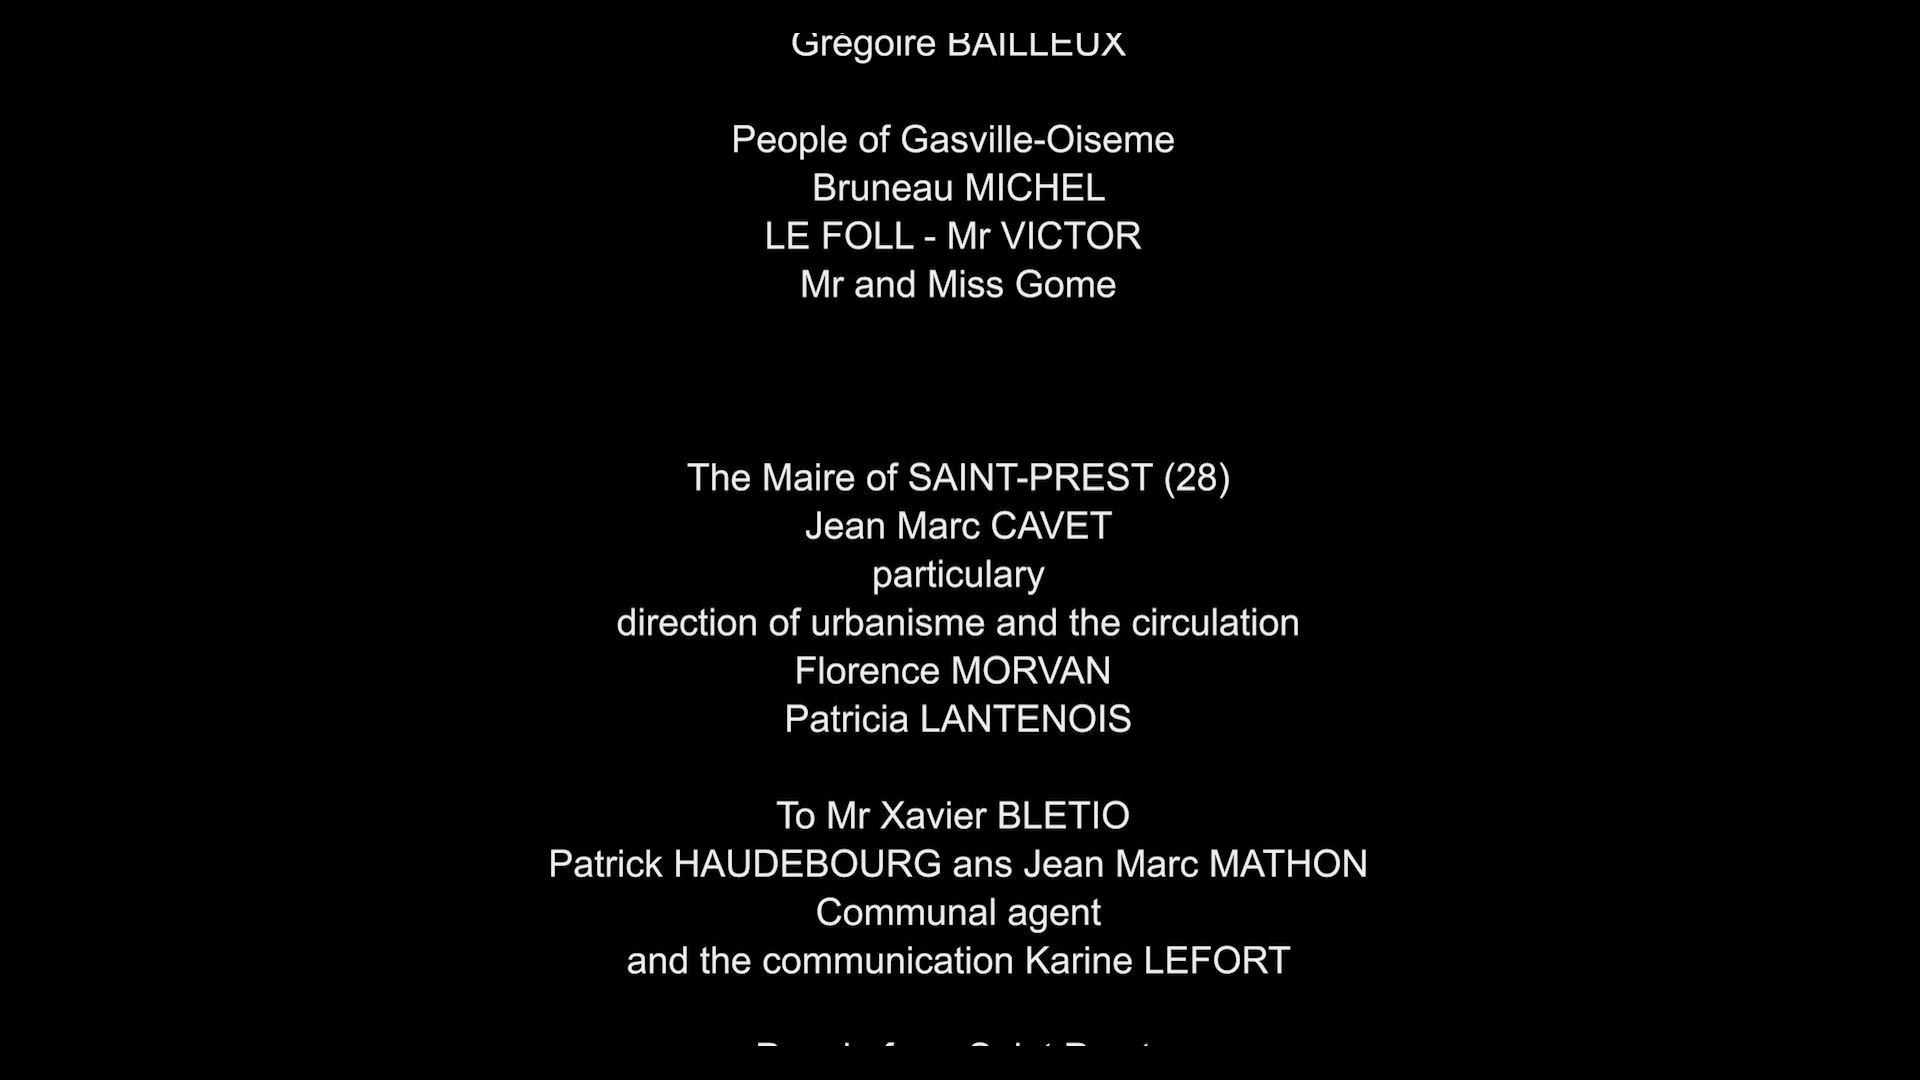 Grégoire BAILLEUX
People of Gasville-Oiseme
Bruneau MICHEL
LE FOLL - Mr VICTOR
Mr and Miss Gome
The Maire of SAINT-PREST (28)
Jean Marc CAVET
particulary
direction of urbanisme and the circulation
Florence MORVAN
Patricia LANTENOIS
To Mr Xavier BLETIO
Patrick HAUDEBOURG ans Jean Marc MATHON
Communal agent
and the communication Karine LEFORT